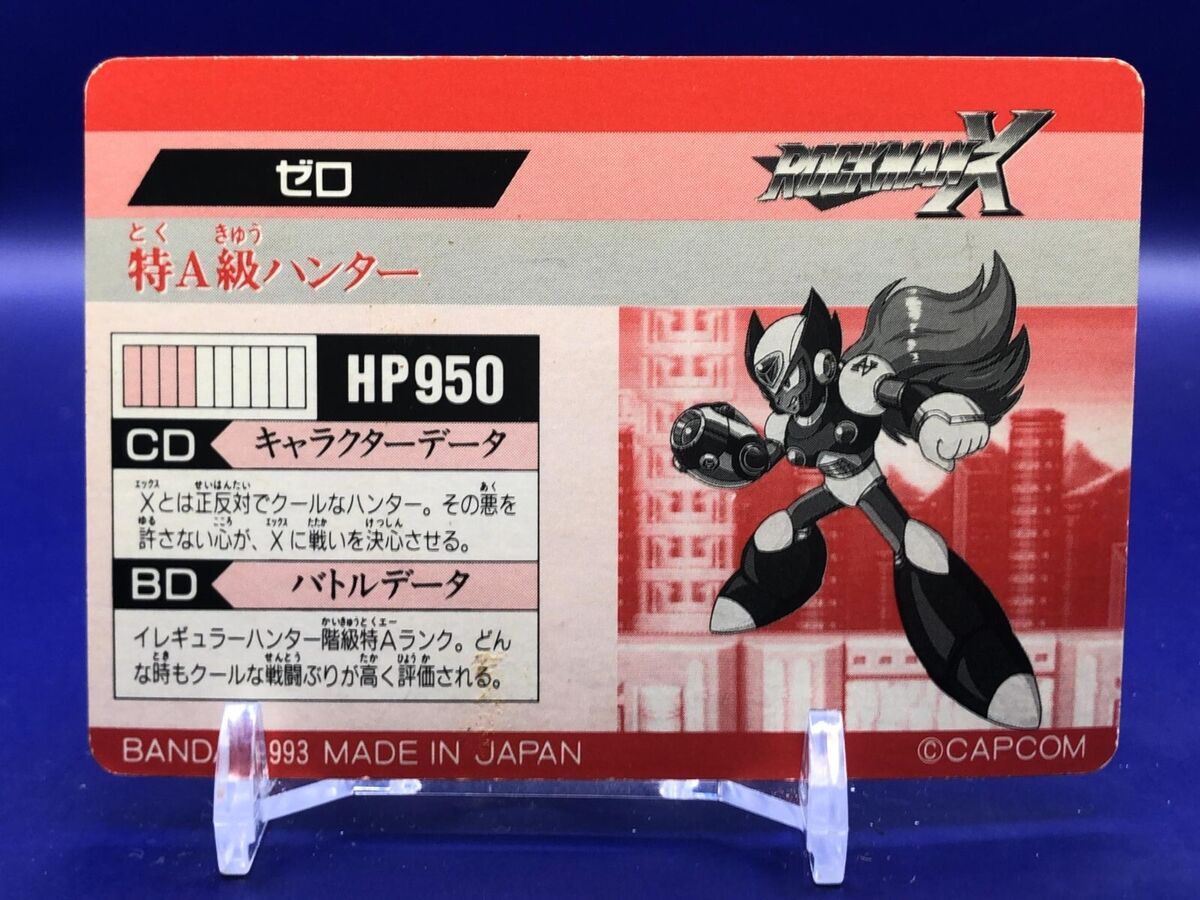 ゼロ
ROCKMAN X
とく きゅう
特A級ハンター
HP950
CD キャラクターデータ
エックス せいはんたい あく
Xとは正反対でクールなハンター。その悪を
ゆる こころ エックス たたか けっしん
許さない心が、Xに戦いを決心させる。
BD バトルデータ
かいきゅうとくエー
イレギュラーハンター階級特Aランク。どん
とき せんとう たか ひょうか
な時もクールな戦闘ぶりが高く評価される。
993 MADE IN JAPAN
©CAPCOM